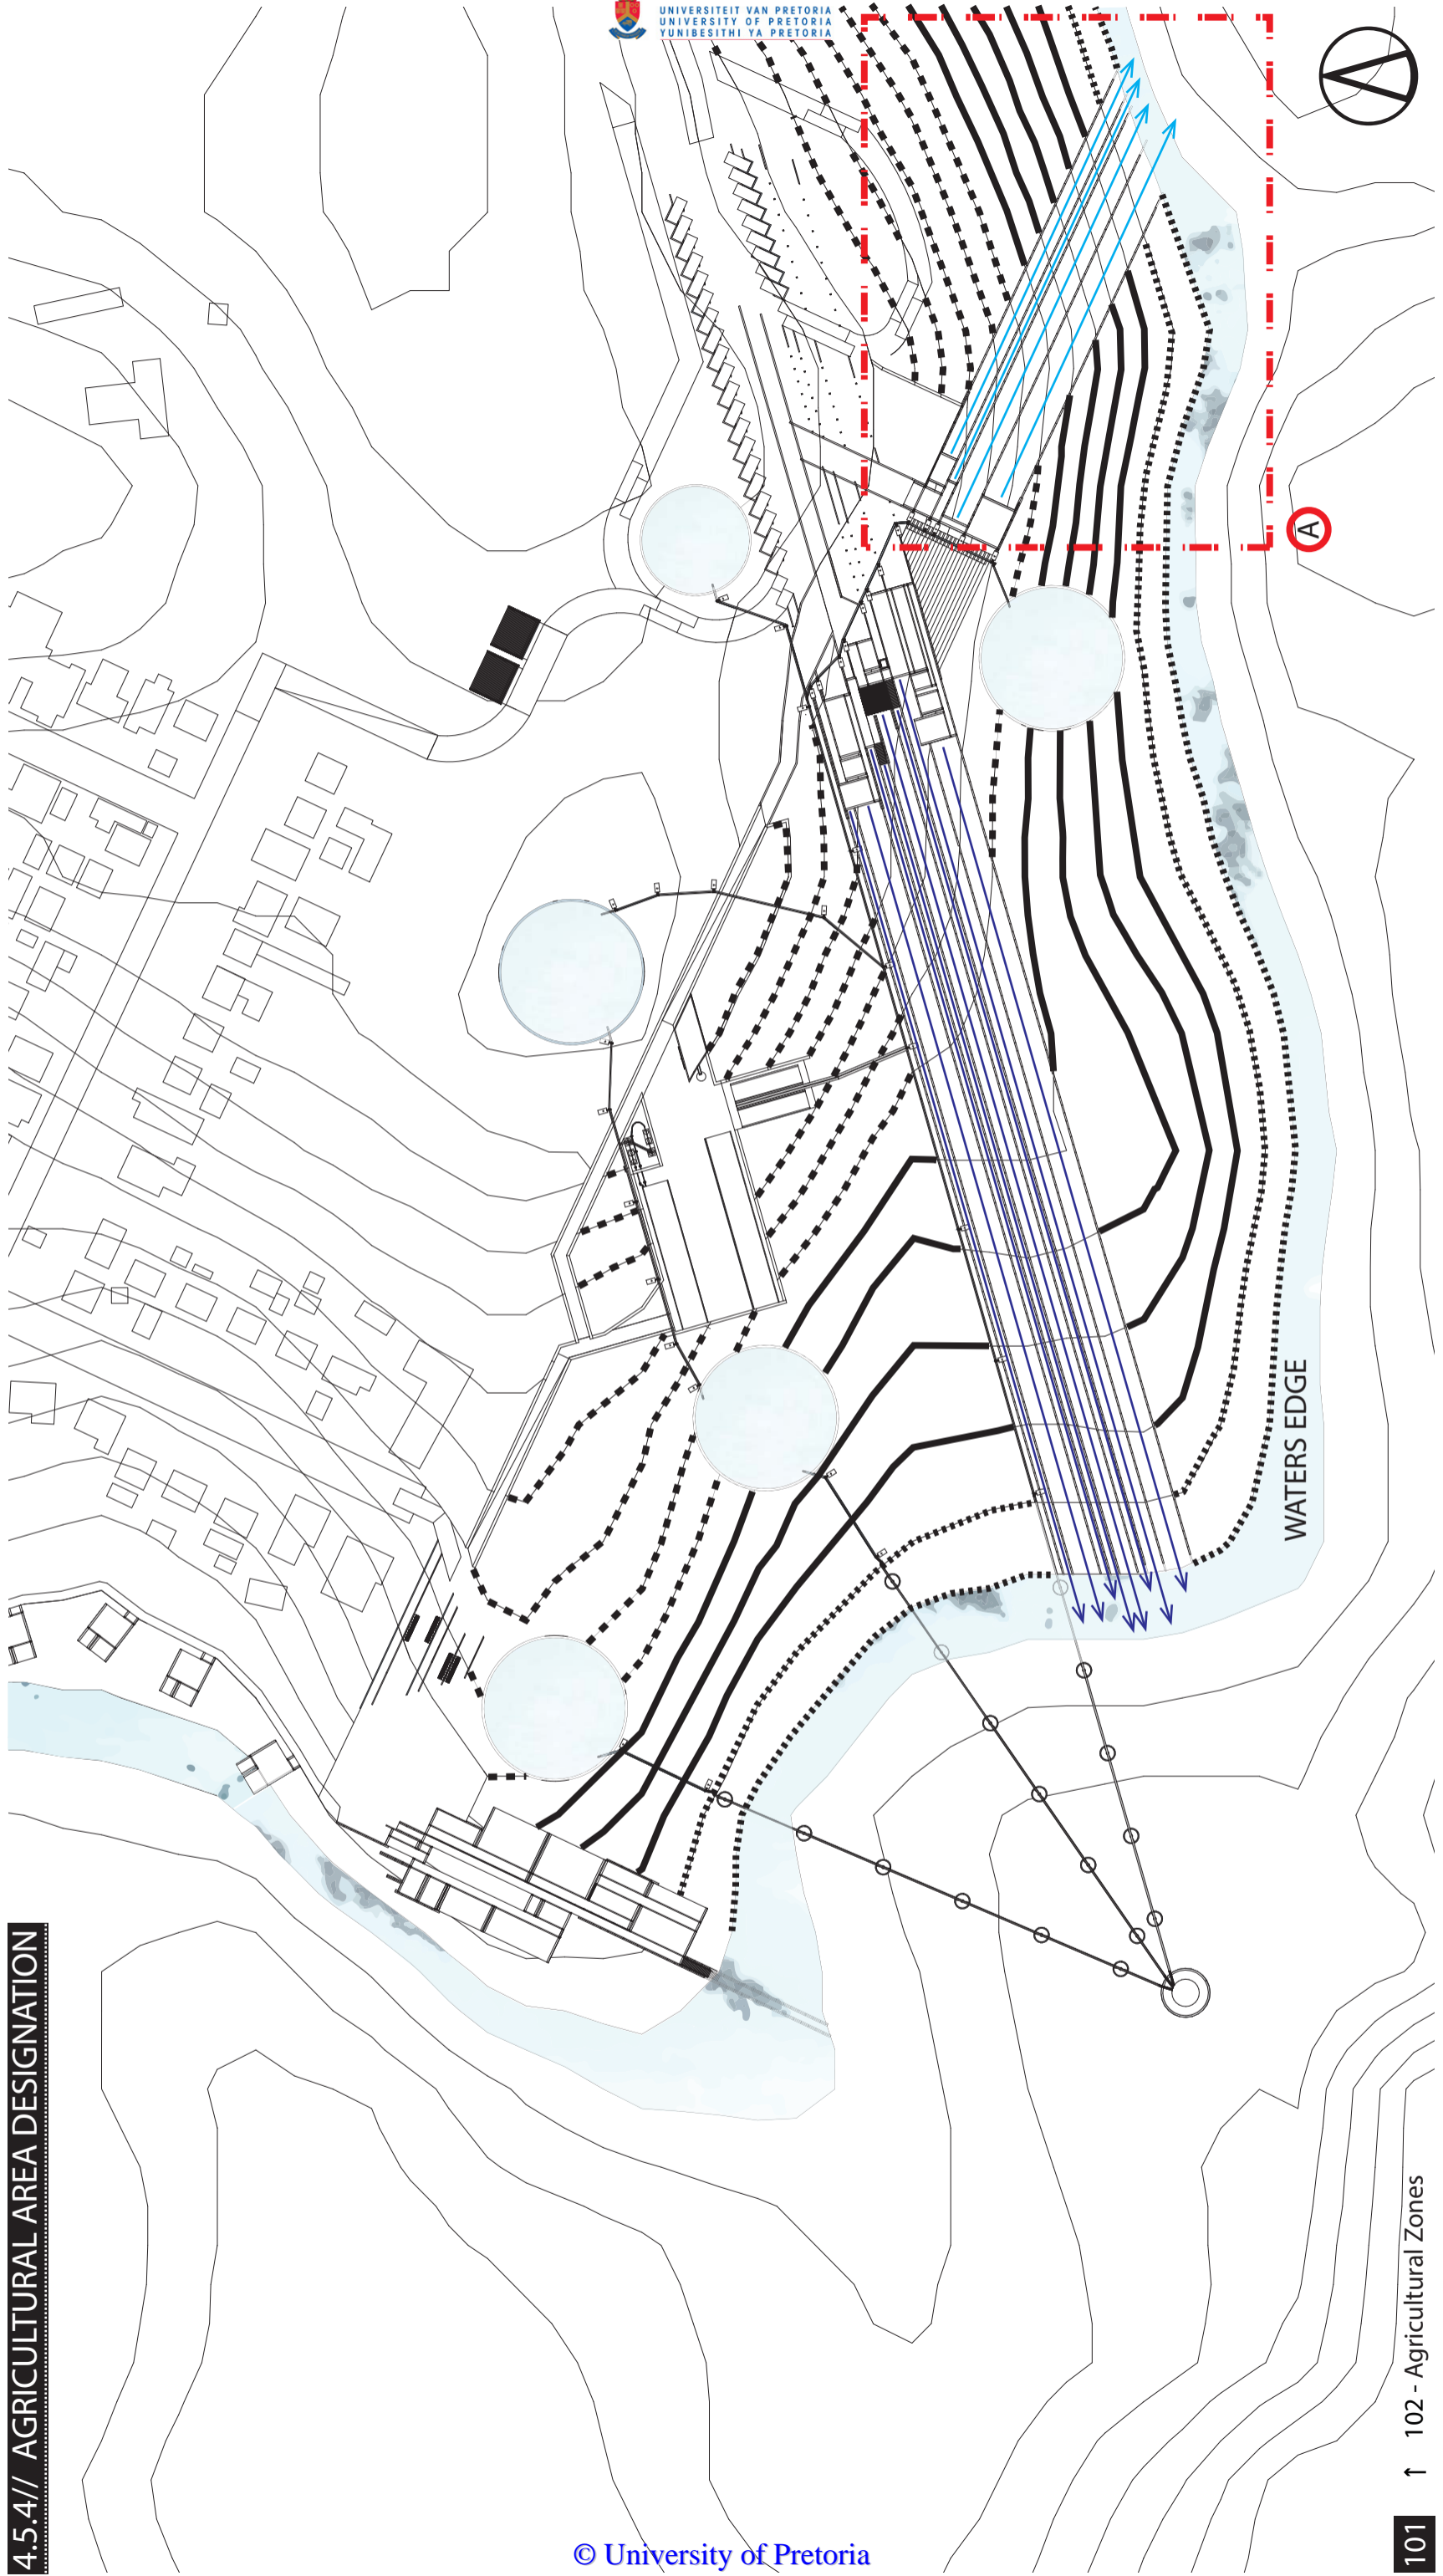 UNIVERSITEIT VAN PRETORIA
UNIVERSITY OF PRETORIA
YUNIBESITHI YA PRETORIA
4.5.4// AGRICULTURAL AREA DESIGNATION
A
WATERS EDGE
101
↑ 102 - Agricultural Zones
© University of Pretoria